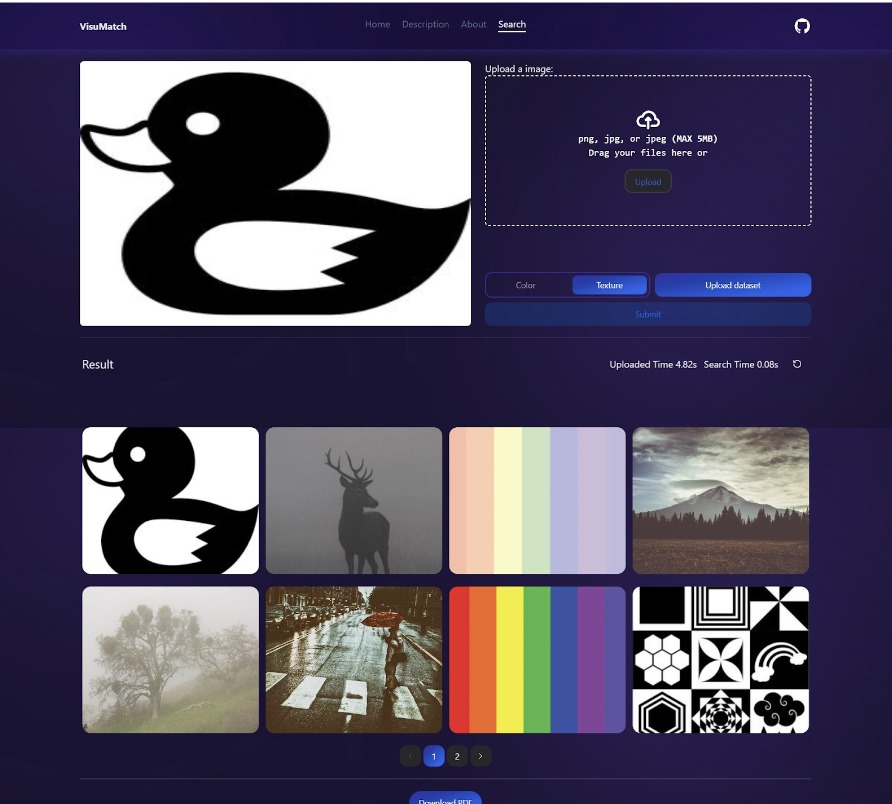 VisuMatch
Home Description About Search
Upload a image:
png, jpg, or jpeg (MAX 5MB)
Drag your files here or
Upload
Color Texture Upload dataset
Submit
Result Uploaded Time 4.82s Search Time 0.08s
1 2
Download PDF